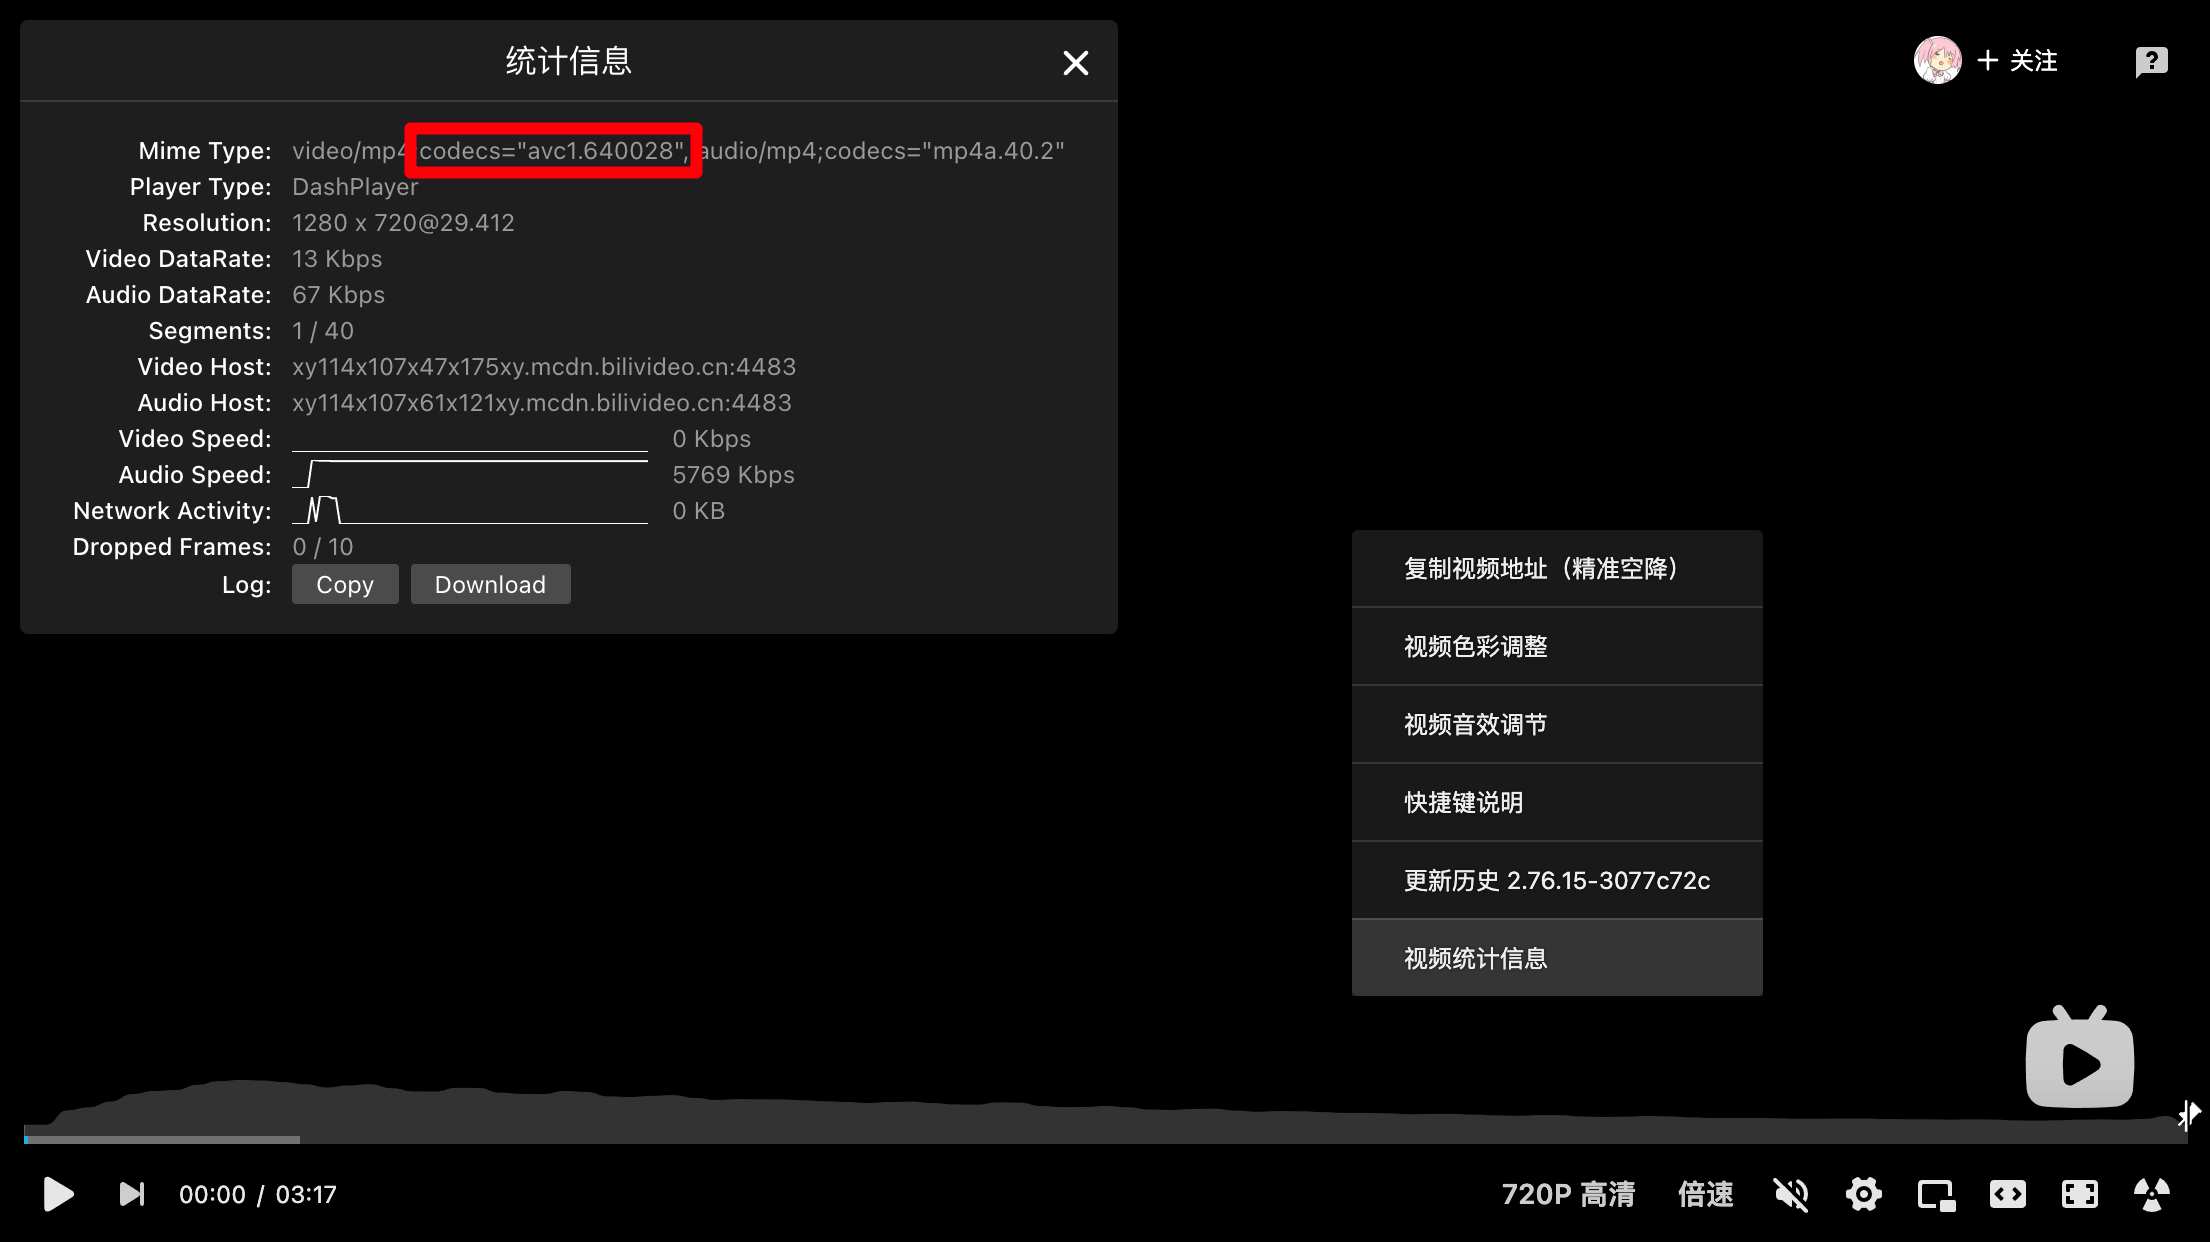 统计信息
+ 关注
Mime Type: video/mp4;codecs="avc1.640028", audio/mp4;codecs="mp4a.40.2"
Player Type: DashPlayer
Resolution: 1280 x 720@29.412
Video DataRate: 13 Kbps
Audio DataRate: 67 Kbps
Segments: 1 / 40
Video Host: xy114x107x47x175xy.mcdn.bilivideo.cn:4483
Audio Host: xy114x107x61x121xy.mcdn.bilivideo.cn:4483
Video Speed: 0 Kbps
Audio Speed: 5769 Kbps
Network Activity: 0 KB
Dropped Frames: 0 / 10
Log: Copy Download
复制视频地址（精准空降）
视频色彩调整
视频音效调节
快捷键说明
更新历史 2.76.15-3077c72c
视频统计信息
00:00 / 03:17
720P 高清 倍速